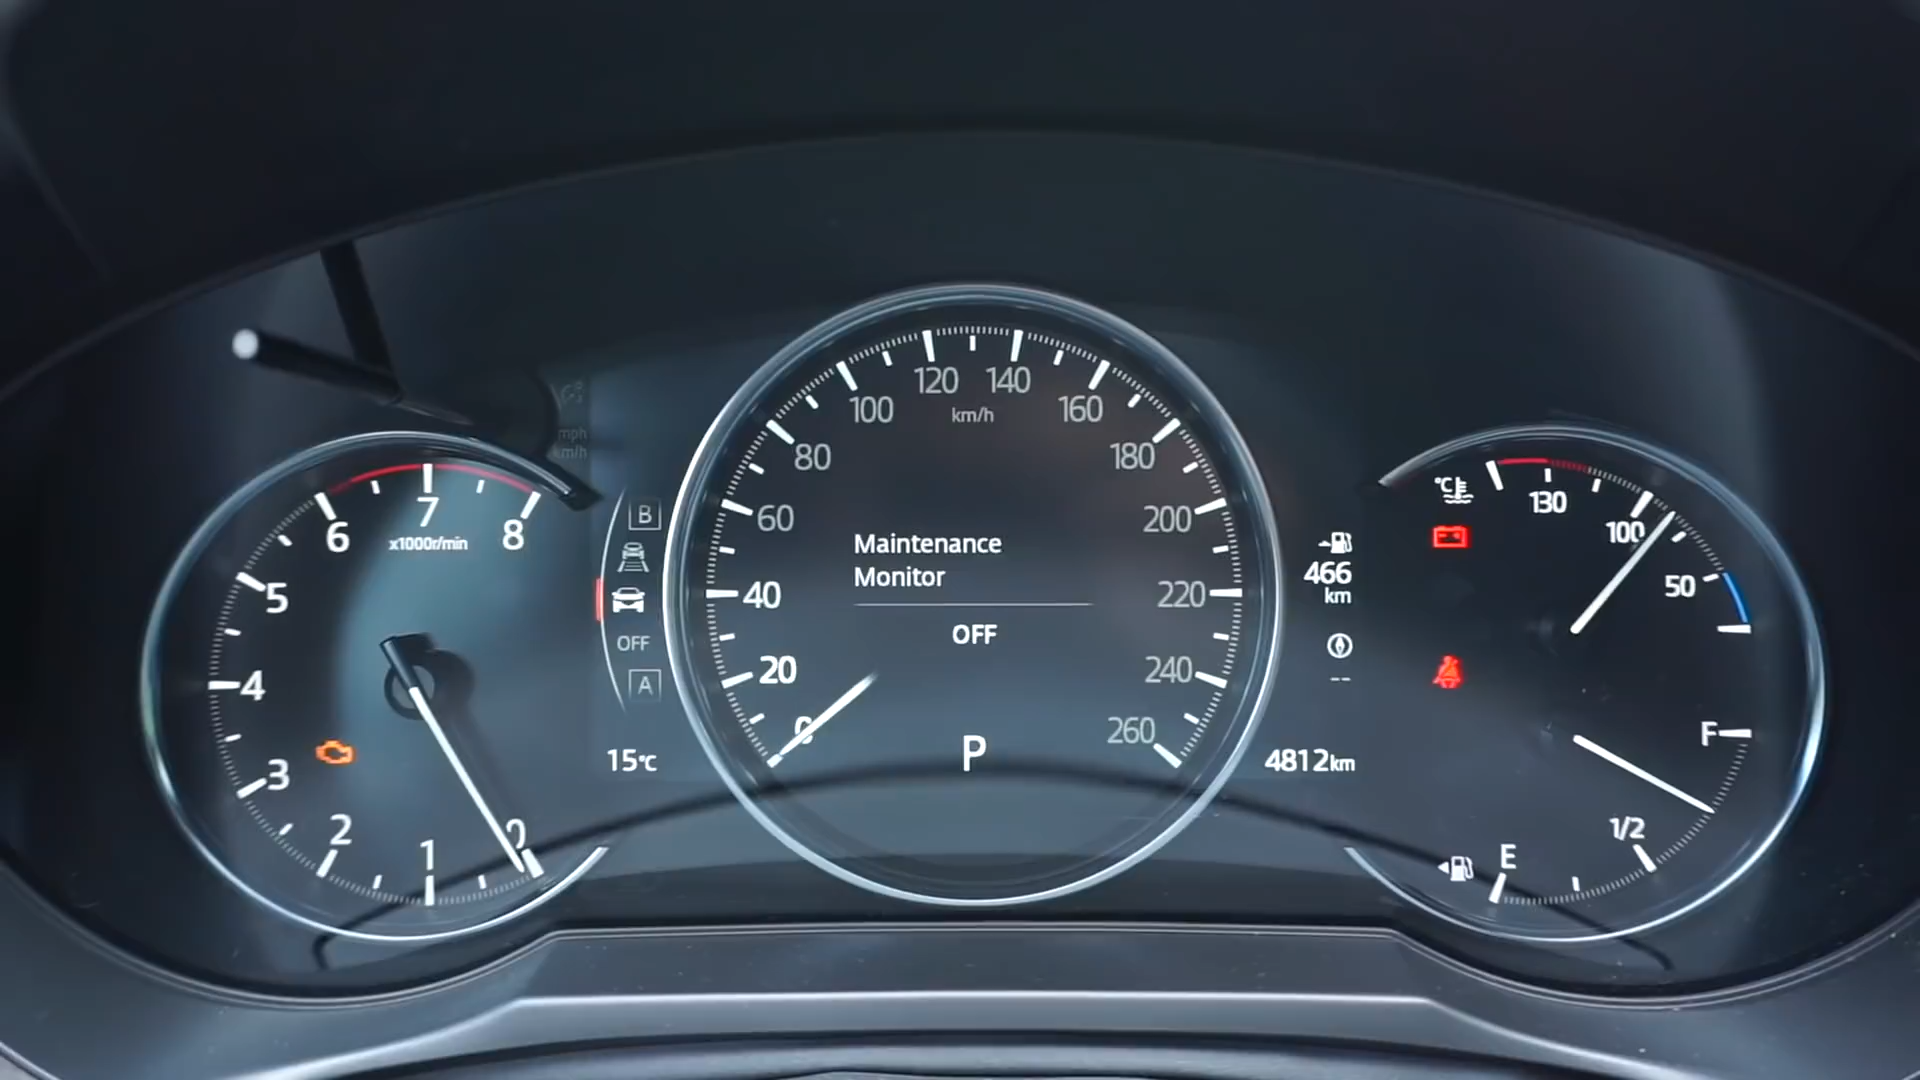 mph
km/h
6
7
8
x1000r/min
5
4
3
2
1
0
B
OFF
A
15°C
120
140
100
km/h
160
80
180
60
200
40
220
20
240
0
260
Maintenance
Monitor
OFF
P
466
km
--
4812km
°C
130
100
50
F
1/2
E